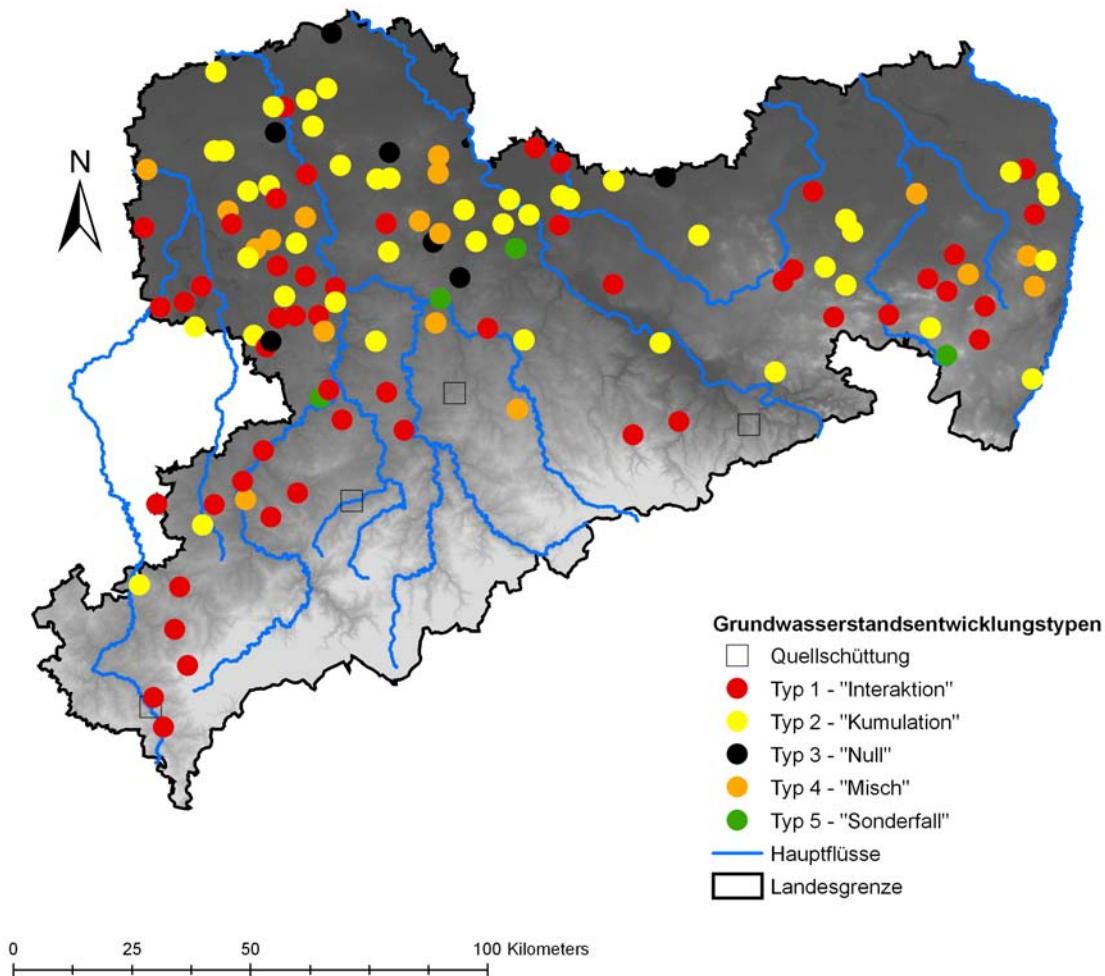 N
Grundwasserstandsentwicklungstypen
Quellschüttung
Typ 1 - "Interaktion"
Typ 2 - "Kumulation"
Typ 3 - "Null"
Typ 4 - "Misch"
Typ 5 - "Sonderfall"
Hauptflüsse
Landesgrenze
0 25 50 100 Kilometers